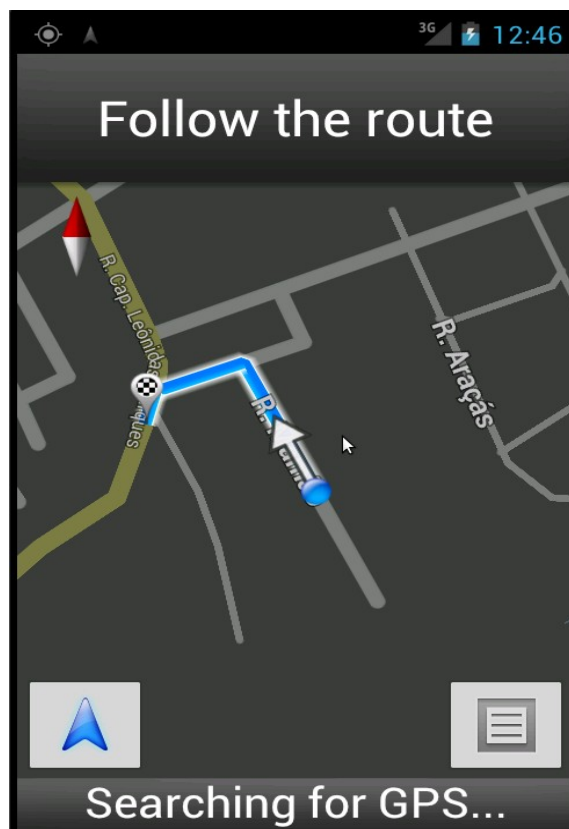 3G 12:46
Follow the route
R. Cap. Leônidas
R. Araçás
R.
Searching for GPS...